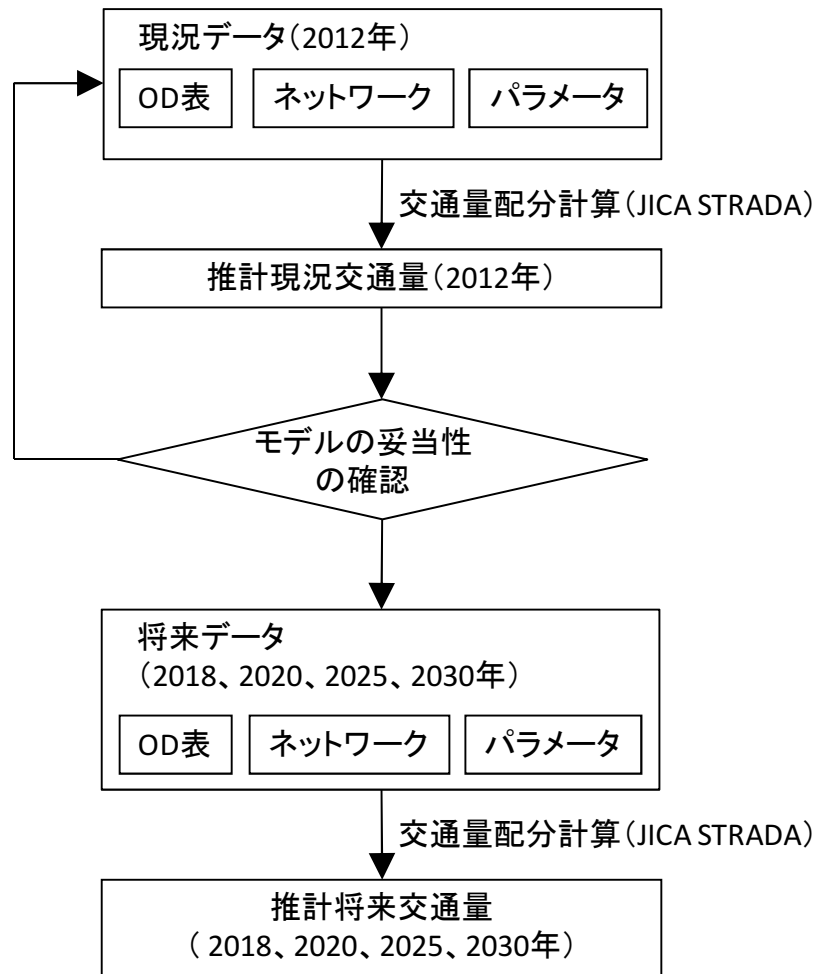 現況データ(2012年)
OD表
ネットワーク
パラメータ
交通量配分計算(JICA STRADA)
推計現況交通量(2012年)
モデルの妥当性
の確認
将来データ
(2018、2020、2025、2030年)
OD表
ネットワーク
パラメータ
交通量配分計算(JICA STRADA)
推計将来交通量
( 2018、2020、2025、2030年)